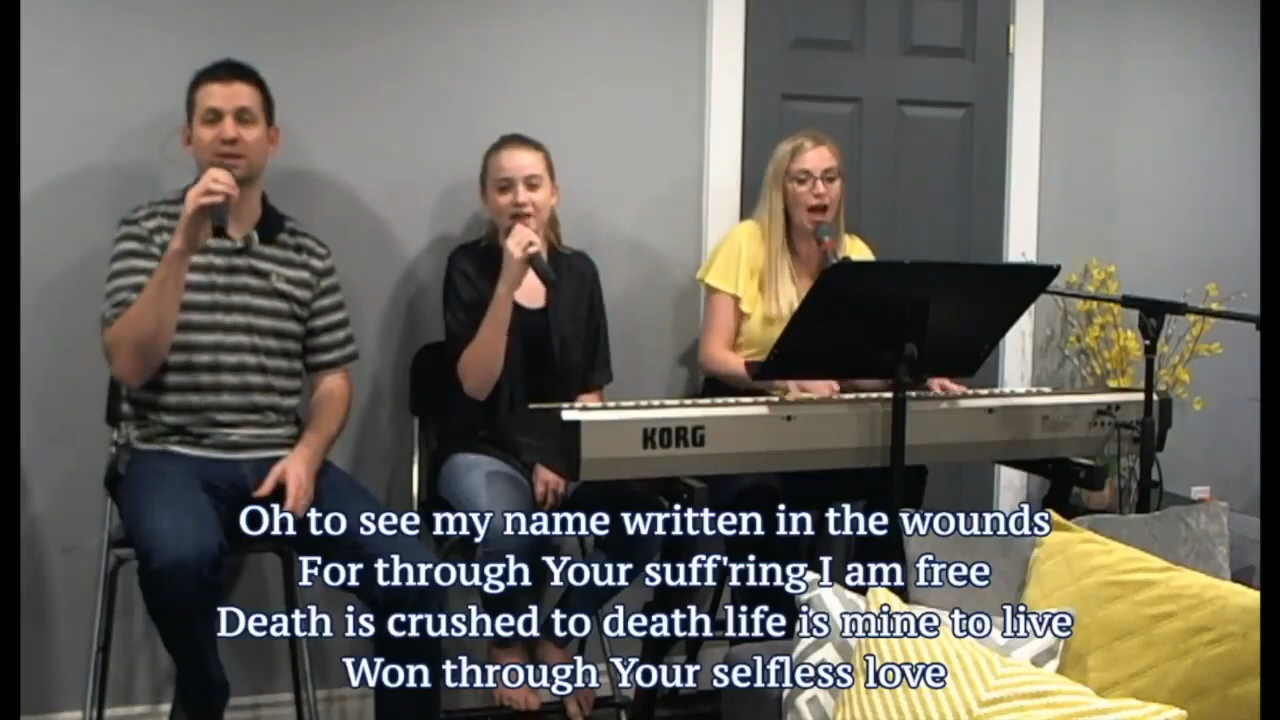 KORG
Oh to see my name written in the wounds
For through Your suff'ring I am free
Death is crushed to death life is mine to live
Won through Your selfless love